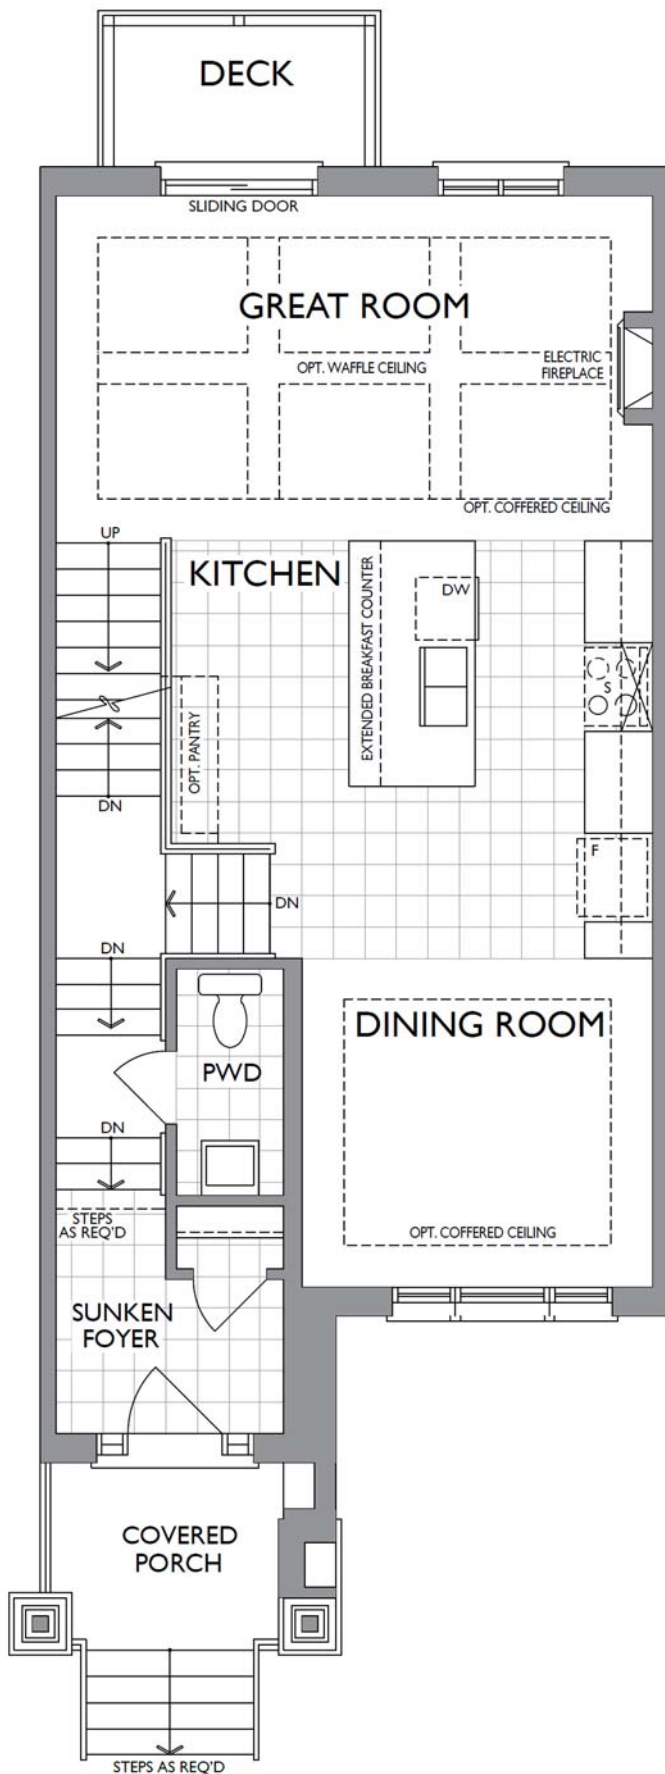 DECK
SLIDING DOOR
GREAT ROOM
OPT. WAFFLE CEILING
ELECTRIC
FIREPLACE
OPT. COFFERED CEILING
UP
KITCHEN
EXTENDED BREAKFAST COUNTER
DW
S
OPT. PANTRY
DN
F
DN
DN
DINING ROOM
PWD
DN
STEPS
AS REQ'D
OPT. COFFERED CEILING
SUNKEN
FOYER
COVERED
PORCH
STEPS AS REQ'D